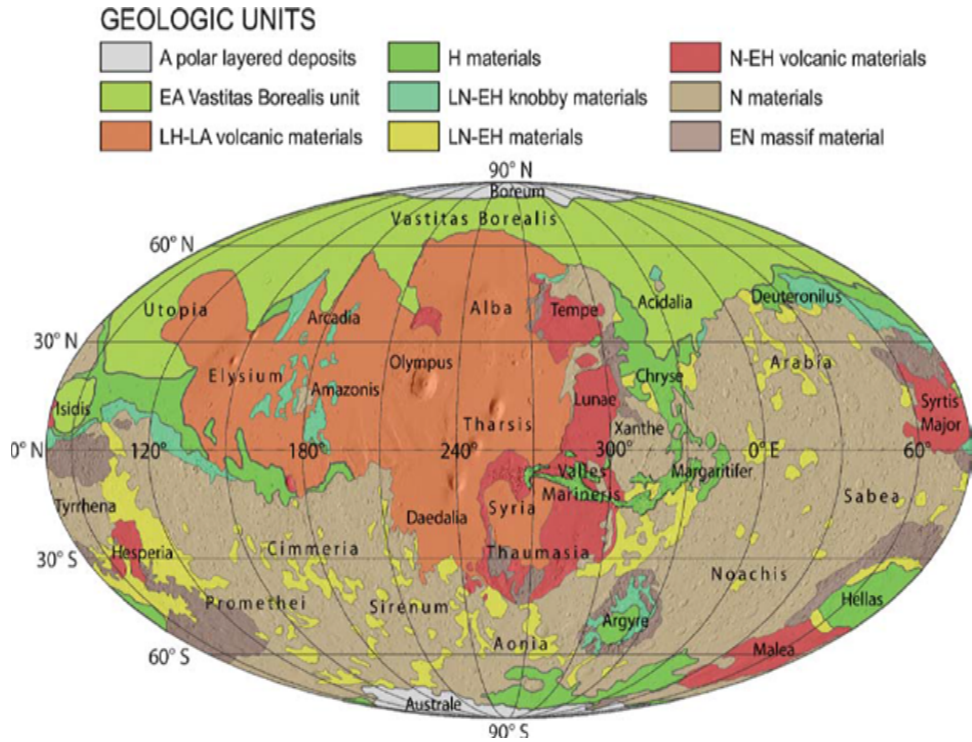 GEOLOGIC UNITS
A polar layered deposits
H materials
N-EH volcanic materials
EA Vastitas Borealis unit
LN-EH knobby materials
N materials
LH-LA volcanic materials
LN-EH materials
EN massif material
90° N
Boreum
Vastitas Borealis
60° N
Utopia
Arcadia
Alba
Tempe
Acidalia
Deuteronilus
30° N
Elysium
Amazonis
Olympus
Chryse
Arabia
Isidis
Tharsis
Lunae
Xanthe
Syrtis
Major
0° N
120°
180°
240°
300°
0°E
60°
Tyrrhena
Valles
Marineris
Margaritifer
Sabea
Daedalia
Syria
30° S
Hesperia
Cimmeria
Thaumasia
Noachis
Promethei
Sirenum
Argyre
Hellas
Aonia
60° S
Malea
Australe
90° S